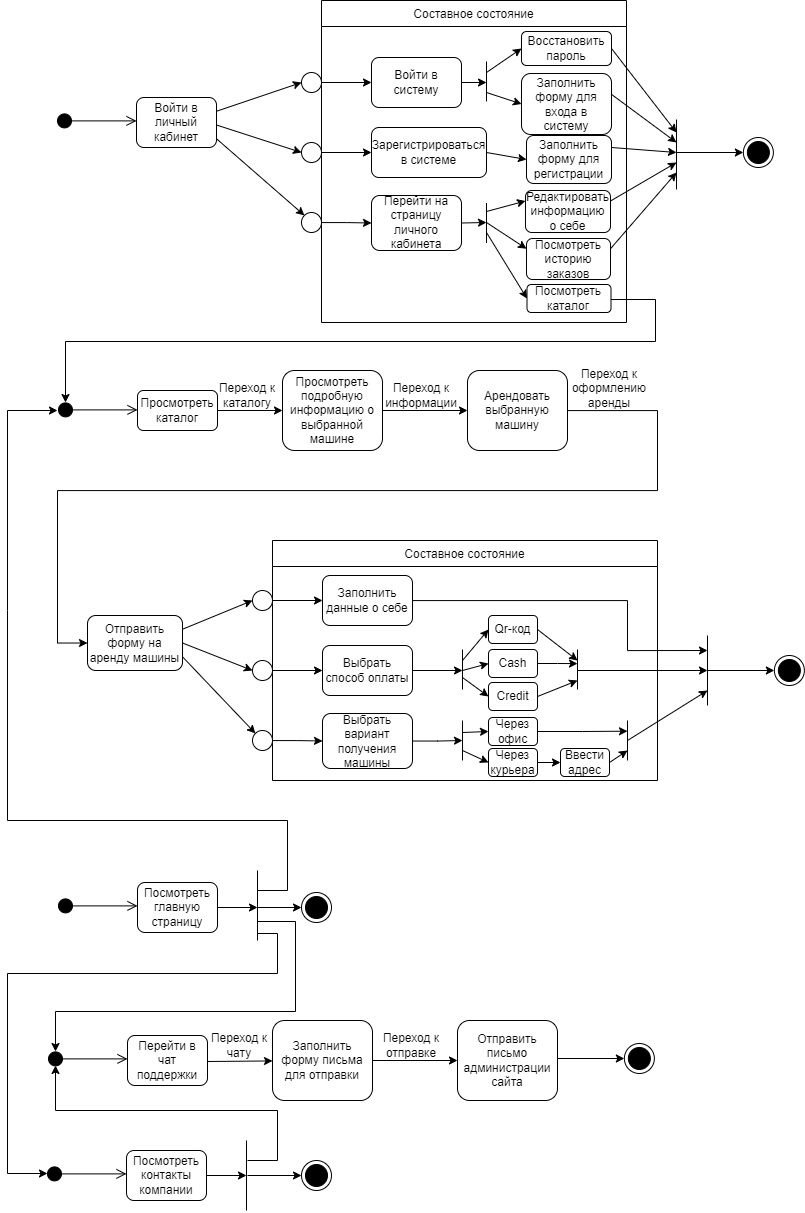 Составное состояние
Восстановить
пароль
Войти в
систему
Войти в
личный
кабинет
Заполнить
форму для
входа в
систему
Зарегистрироваться
в системе
Заполнить
форму для
регистрации
Перейти на
страницу
личного
кабинета
Редактировать
информацию
о себе
Посмотреть
историю
заказов
Посмотреть
каталог
Просмотреть
каталог
Переход к
каталогу
Просмотреть
подробную
информацию о
выбранной
машине
Переход к
информации
Арендовать
выбранную
машину
Переход к
оформлению
аренды
Составное состояние
Заполнить
данные о себе
Отправить
форму на
аренду машины
Qr-код
Выбрать
способ оплаты
Cash
Credit
Выбрать
вариант
получения
машины
Через
офис
Через
курьера
Ввести
адрес
Посмотреть
главную
страницу
Перейти в
чат
поддержки
Переход к
чату
Заполнить
форму письма
для отправки
Переход к
отправке
Отправить
письмо
администрации
сайта
Посмотреть
контакты
компании